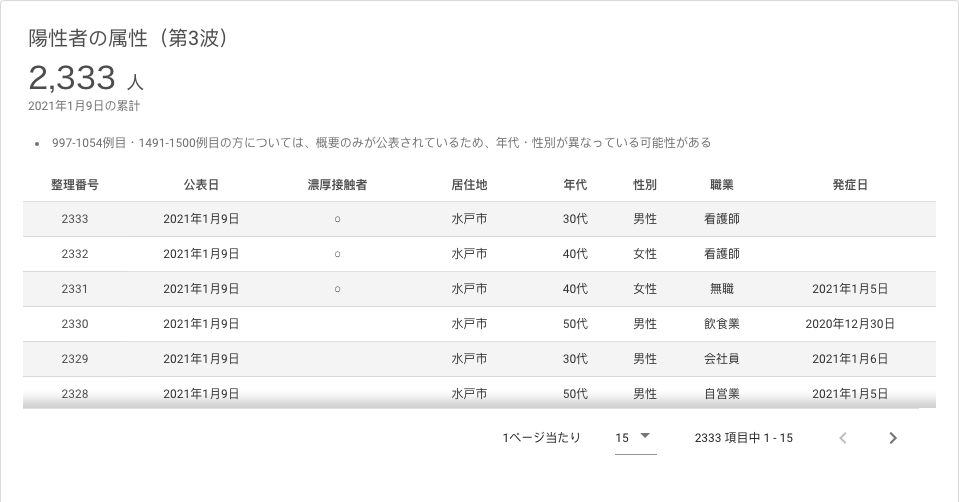 陽性者の属性（第3波）
2,333 人
2021年1月9日の累計
• 997-1054例目・1491-1500例目の方については、概要のみが公表されているため、年代・性別が異なっている可能性がある
整理番号 公表日 濃厚接触者 居住地 年代 性別 職業 発症日
2333 2021年1月9日 ○ 水戸市 30代 男性 看護師
2332 2021年1月9日 ○ 水戸市 40代 女性 看護師
2331 2021年1月9日 ○ 水戸市 40代 女性 無職 2021年1月5日
2330 2021年1月9日 水戸市 50代 男性 飲食業 2020年12月30日
2329 2021年1月9日 水戸市 30代 男性 会社員 2021年1月6日
2328 2021年1月9日 水戸市 50代 男性 自営業 2021年1月5日
1ページ当たり 15 2333 項目中 1 - 15